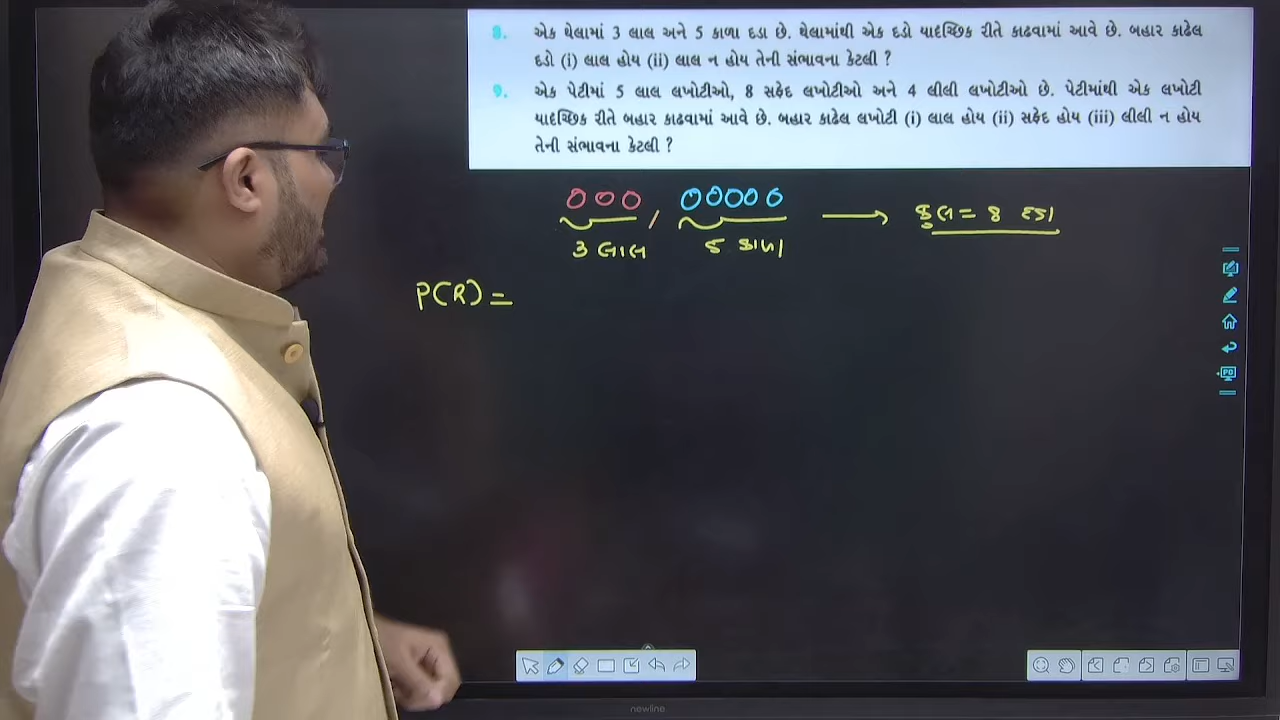 8. એક થેલામાં 3 લાલ અને 5 કાળા દડા છે. થેલામાંથી એક દડો યાદચ્છિક રીતે કાઢવામાં આવે છે. બહાર કાઢેલ
દડો (i) લાલ હોય (ii) લાલ ન હોય તેની સંભાવના કેટલી ?
9. એક પેટીમાં 5 લાલ લખોટીઓ, 8 સફેદ લખોટીઓ અને 4 લીલી લખોટીઓ છે. પેટીમાંથી એક લખોટી
યાદચ્છિક રીતે બહાર કાઢવામાં આવે છે. બહાર કાઢેલ લખોટી (i) લાલ હોય (ii) સફેદ હોય (iii) લીલી ન હોય
તેની સંભાવના કેટલી ?
કુલ = 8 દડા
3 લાલ , 5 કાળા
P(R) =
PD
newline